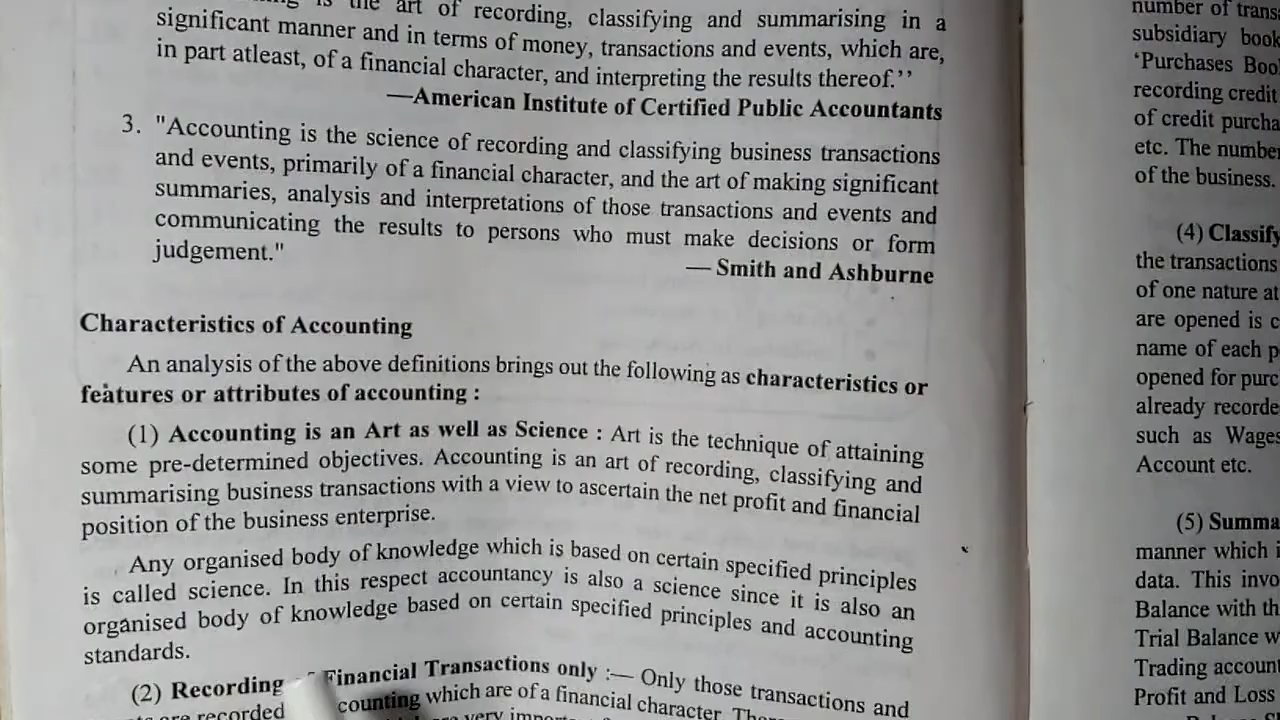 is the art of recording, classifying and summarising in a
significant manner and in terms of money, transactions and events, which are,
in part atleast, of a financial character, and interpreting the results thereof.’’
—American Institute of Certified Public Accountants
3. "Accounting is the science of recording and classifying business transactions
and events, primarily of a financial character, and the art of making significant
summaries, analysis and interpretations of those transactions and events and
communicating the results to persons who must make decisions or form
judgement."
— Smith and Ashburne
Characteristics of Accounting
An analysis of the above definitions brings out the following as characteristics or
features or attributes of accounting :
(1) Accounting is an Art as well as Science : Art is the technique of attaining
some pre-determined objectives. Accounting is an art of recording, classifying and
summarising business transactions with a view to ascertain the net profit and financial
position of the business enterprise.
Any organised body of knowledge which is based on certain specified principles
is called science. In this respect accountancy is also a science since it is also an
organised body of knowledge based on certain specified principles and accounting
standards.
(2) Recording Financial Transactions only :— Only those transactions and
are recorded counting which are of a financial character.
very
number of
subsidiary book
‘Purchases
recording credit
of credit
etc. The
of the business.
(4)
the transactions
of one nature at
are opened is
name of each
opened for
already
such as Wages
Account etc.
(5)
manner which
data. This
Balance with
Trial Balance
Trading account
Profit and Loss